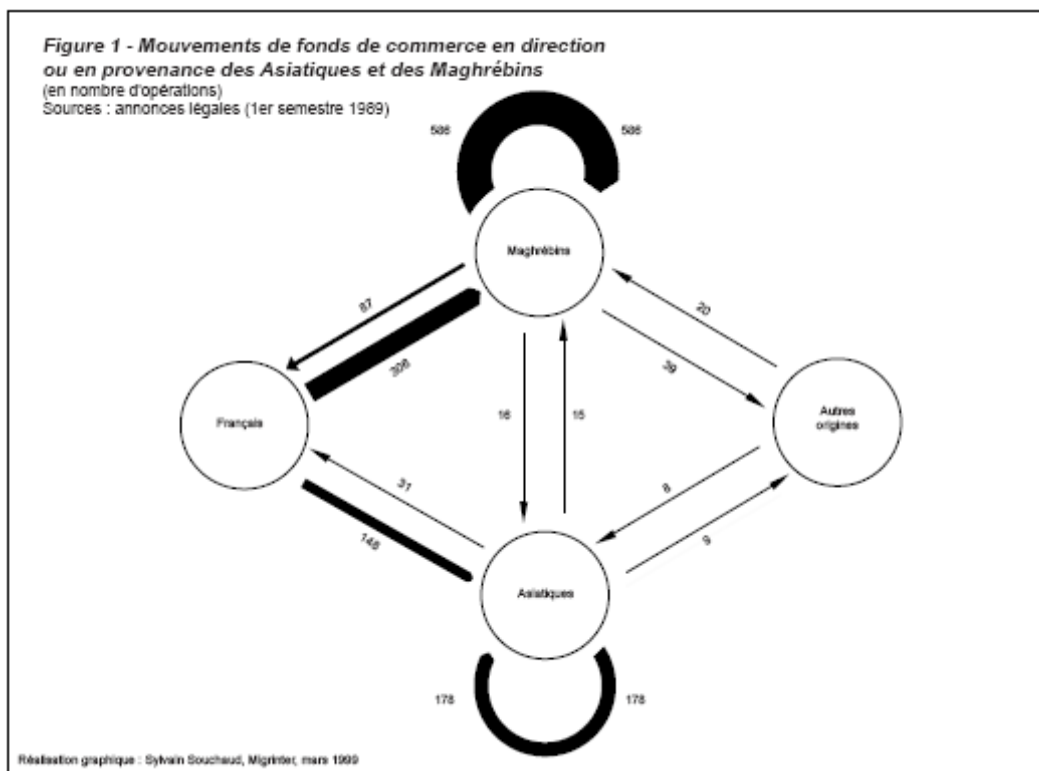 Figure 1 - Mouvements de fonds de commerce en direction
ou en provenance des Asiatiques et des Maghrébins
(en nombre d'opérations)
Sources : annonces légales (1er semestre 1989)
586
586
Maghrébins
87
306
20
39
Français
16
15
Autres
origines
31
148
8
9
Asiatiques
178
178
Réalisation graphique : Sylvain Souchaud, Migrinter, mars 1999